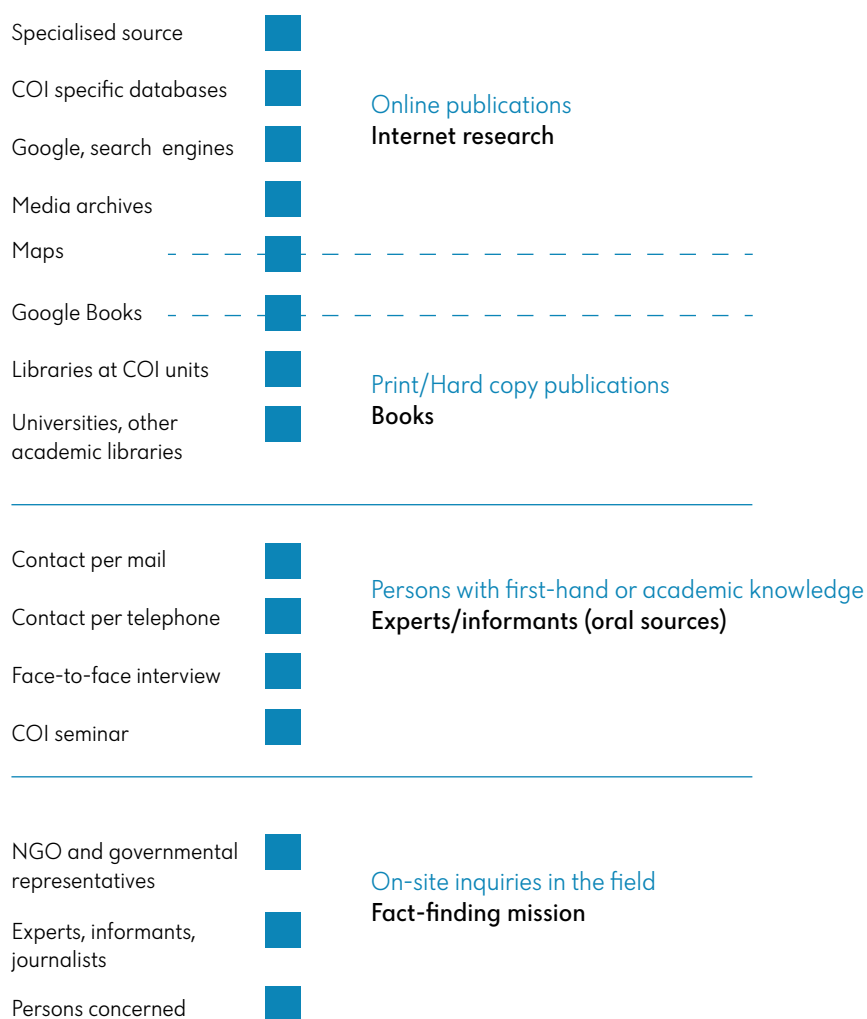 Specialised source
COI specific databases
Online publications
Internet research
Google, search engines
Media archives
Maps
Google Books
Libraries at COI units
Print/Hard copy publications
Books
Universities, other
academic libraries
Contact per mail
Persons with first-hand or academic knowledge
Experts/informants (oral sources)
Contact per telephone
Face-to-face interview
COI seminar
NGO and governmental
representatives
On-site inquiries in the field
Fact-finding mission
Experts, informants,
journalists
Persons concerned